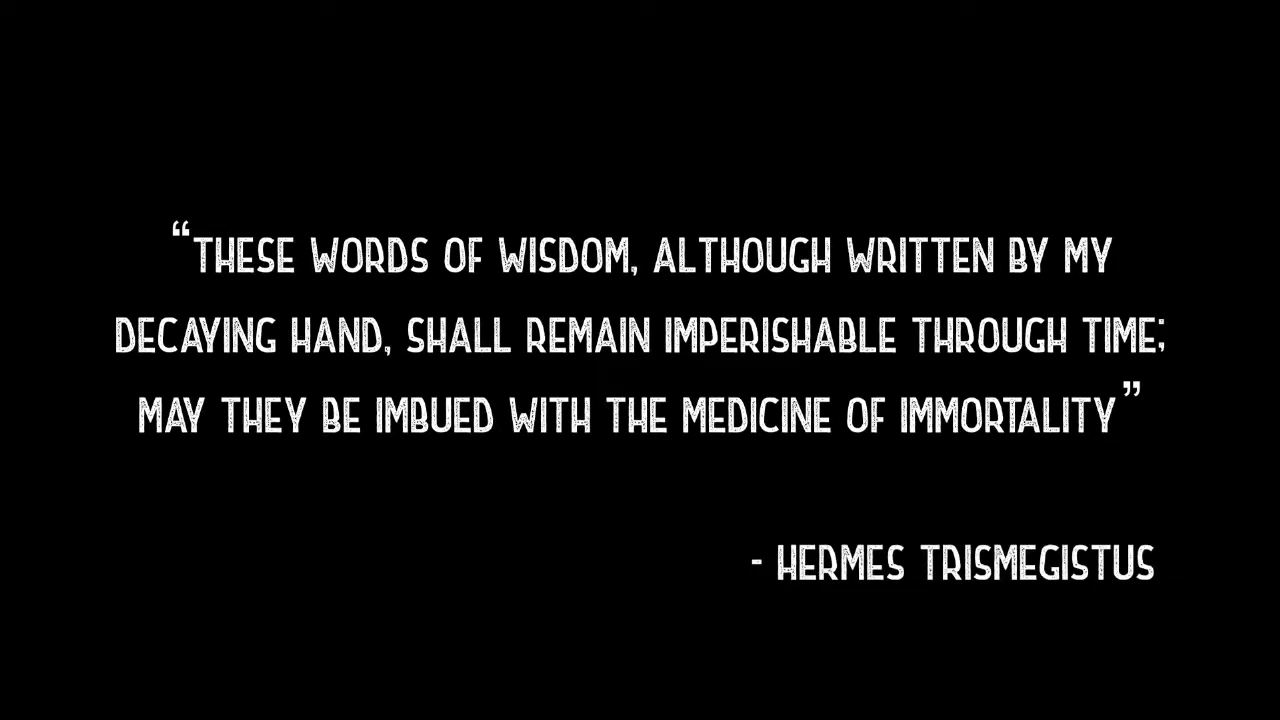 “THESE WORDS OF WISDOM, ALTHOUGH WRITTEN BY MY
DECAYING HAND, SHALL REMAIN IMPERISHABLE THROUGH TIME;
MAY THEY BE IMBUED WITH THE MEDICINE OF IMMORTALITY”
- HERMES TRISMEGISTUS